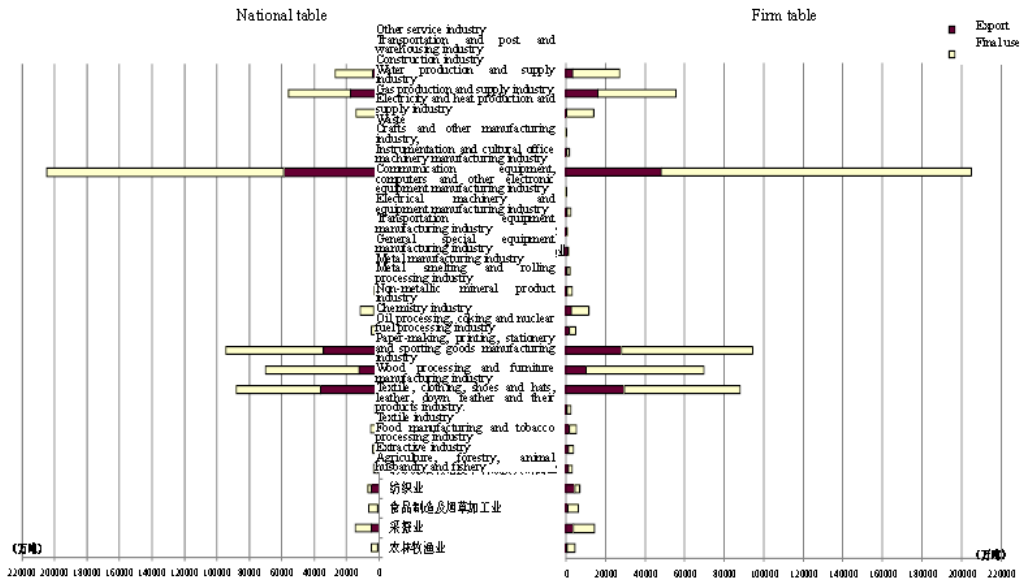 National table
Firm table
Export
Final use
Other service industry
Transportation and post and
warehousing industry
Construction industry
Water production and supply
industry
Gas production and supply industry
Electricity and heat production and
supply industry
Waste
Crafts and other manufacturing
industry,
Instrumentation and cultural office
machinery manufacturing industry
Communication equipment,
computers and other electronic
equipment manufacturing industry
Electrical machinery and
equipment manufacturing industry
Transportation equipment
manufacturing industry
General special equipment
manufacturing industry
Metal manufacturing industry
Metal smelting and rolling
processing industry
Non-metallic mineral product
industry
Chemistry industry
Oil processing, coking and nuclear
fuel processing industry
Paper-making, printing, stationery
and sporting goods manufacturing
industry
Wood processing and furniture
manufacturing industry
Textile, clothing, shoes and hats,
leather, down feather and their
products industry.
Textile industry
Food manufacturing and tobacco
processing industry
Extractive industry
Agriculture, forestry, animal
husbandry and fishery
纺织业
食品制造及烟草加工业
采掘业
农林牧渔业
(万吨)
(万吨)
220000 200000 180000 160000 140000 120000 100000 80000 60000 40000 20000 0
0 20000 40000 60000 80000 100000 120000 140000 160000 180000 200000 220000